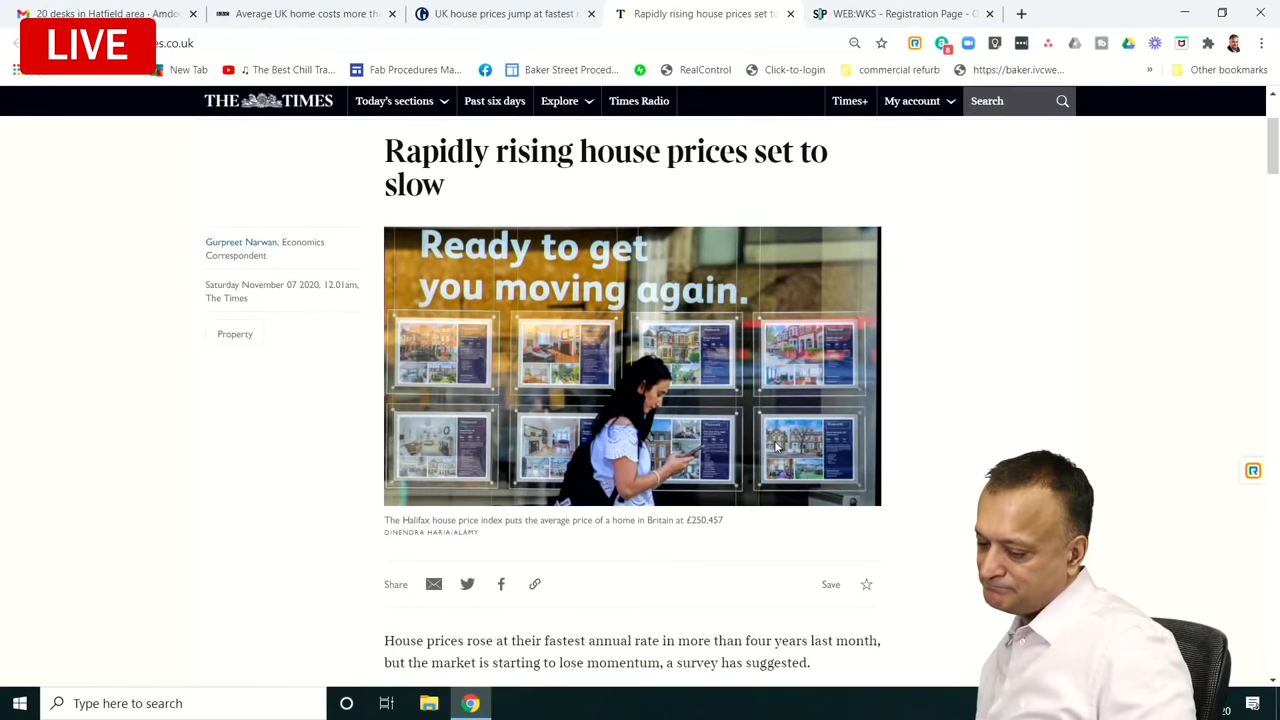 20 desks in Islington - Amdo
Average UK home costs more th
UK house prices jump at fastest
Rapidly rising house prices set to
WEB:WKS - Registration Page - G
LIVE
es.co.uk
8
New Tab
♫ The Best Chill Tra...
Fab Procedures Ma...
Baker Street Proced...
RealControl
Click-to-login
commercial refurb
https://baker.ivcwe...
»
Other bookmarks
THE TIMES
Today's sections
Past six days
Explore
Times Radio
Times+
My account
Search
Rapidly rising house prices set to
slow
Gurpreet Narwan, Economics
Correspondent
Saturday November 07 2020, 12.01am,
The Times
Property
Ready to get
you moving again.
The Halifax house price index puts the average price of a home in Britain at £250,457
DINENDRA HARIA/ALAMY
Share
Save
House prices rose at their fastest annual rate in more than four years last month,
but the market is starting to lose momentum, a survey has suggested.
Type here to search
20